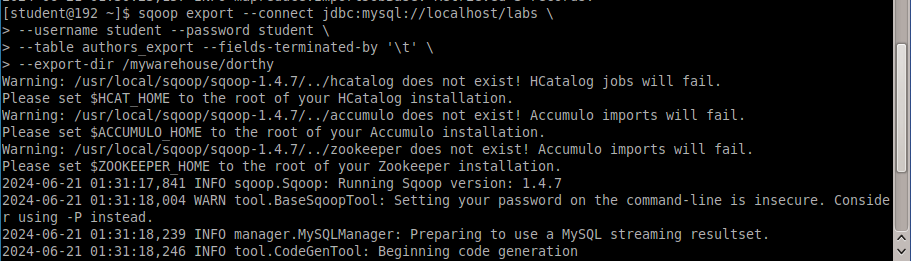 [student@192 ~]$ sqoop export --connect jdbc:mysql://localhost/labs \
> --username student --password student \
> --table authors_export --fields-terminated-by '\t' \
> --export-dir /mywarehouse/dorthy
Warning: /usr/local/sqoop/sqoop-1.4.7/../hcatalog does not exist! HCatalog jobs will fail.
Please set $HCAT_HOME to the root of your HCatalog installation.
Warning: /usr/local/sqoop/sqoop-1.4.7/../accumulo does not exist! Accumulo imports will fail.
Please set $ACCUMULO_HOME to the root of your Accumulo installation.
Warning: /usr/local/sqoop/sqoop-1.4.7/../zookeeper does not exist! Accumulo imports will fail.
Please set $ZOOKEEPER_HOME to the root of your Zookeeper installation.
2024-06-21 01:31:17,841 INFO sqoop.Sqoop: Running Sqoop version: 1.4.7
2024-06-21 01:31:18,004 WARN tool.BaseSqoopTool: Setting your password on the command-line is insecure. Conside
r using -P instead.
2024-06-21 01:31:18,239 INFO manager.MySQLManager: Preparing to use a MySQL streaming resultset.
2024-06-21 01:31:18,246 INFO tool.CodeGenTool: Beginning code generation